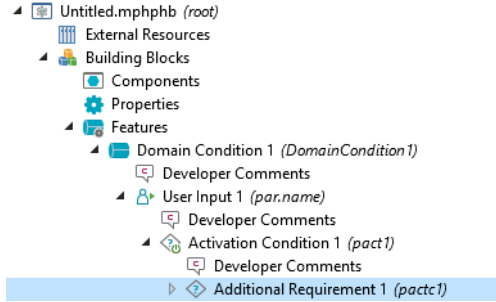 Untitled.mphphb (root)
External Resources
Building Blocks
Components
Properties
Features
Domain Condition 1 (DomainCondition1)
Developer Comments
User Input 1 (par.name)
Developer Comments
Activation Condition 1 (pact1)
Developer Comments
Additional Requirement 1 (pactc1)